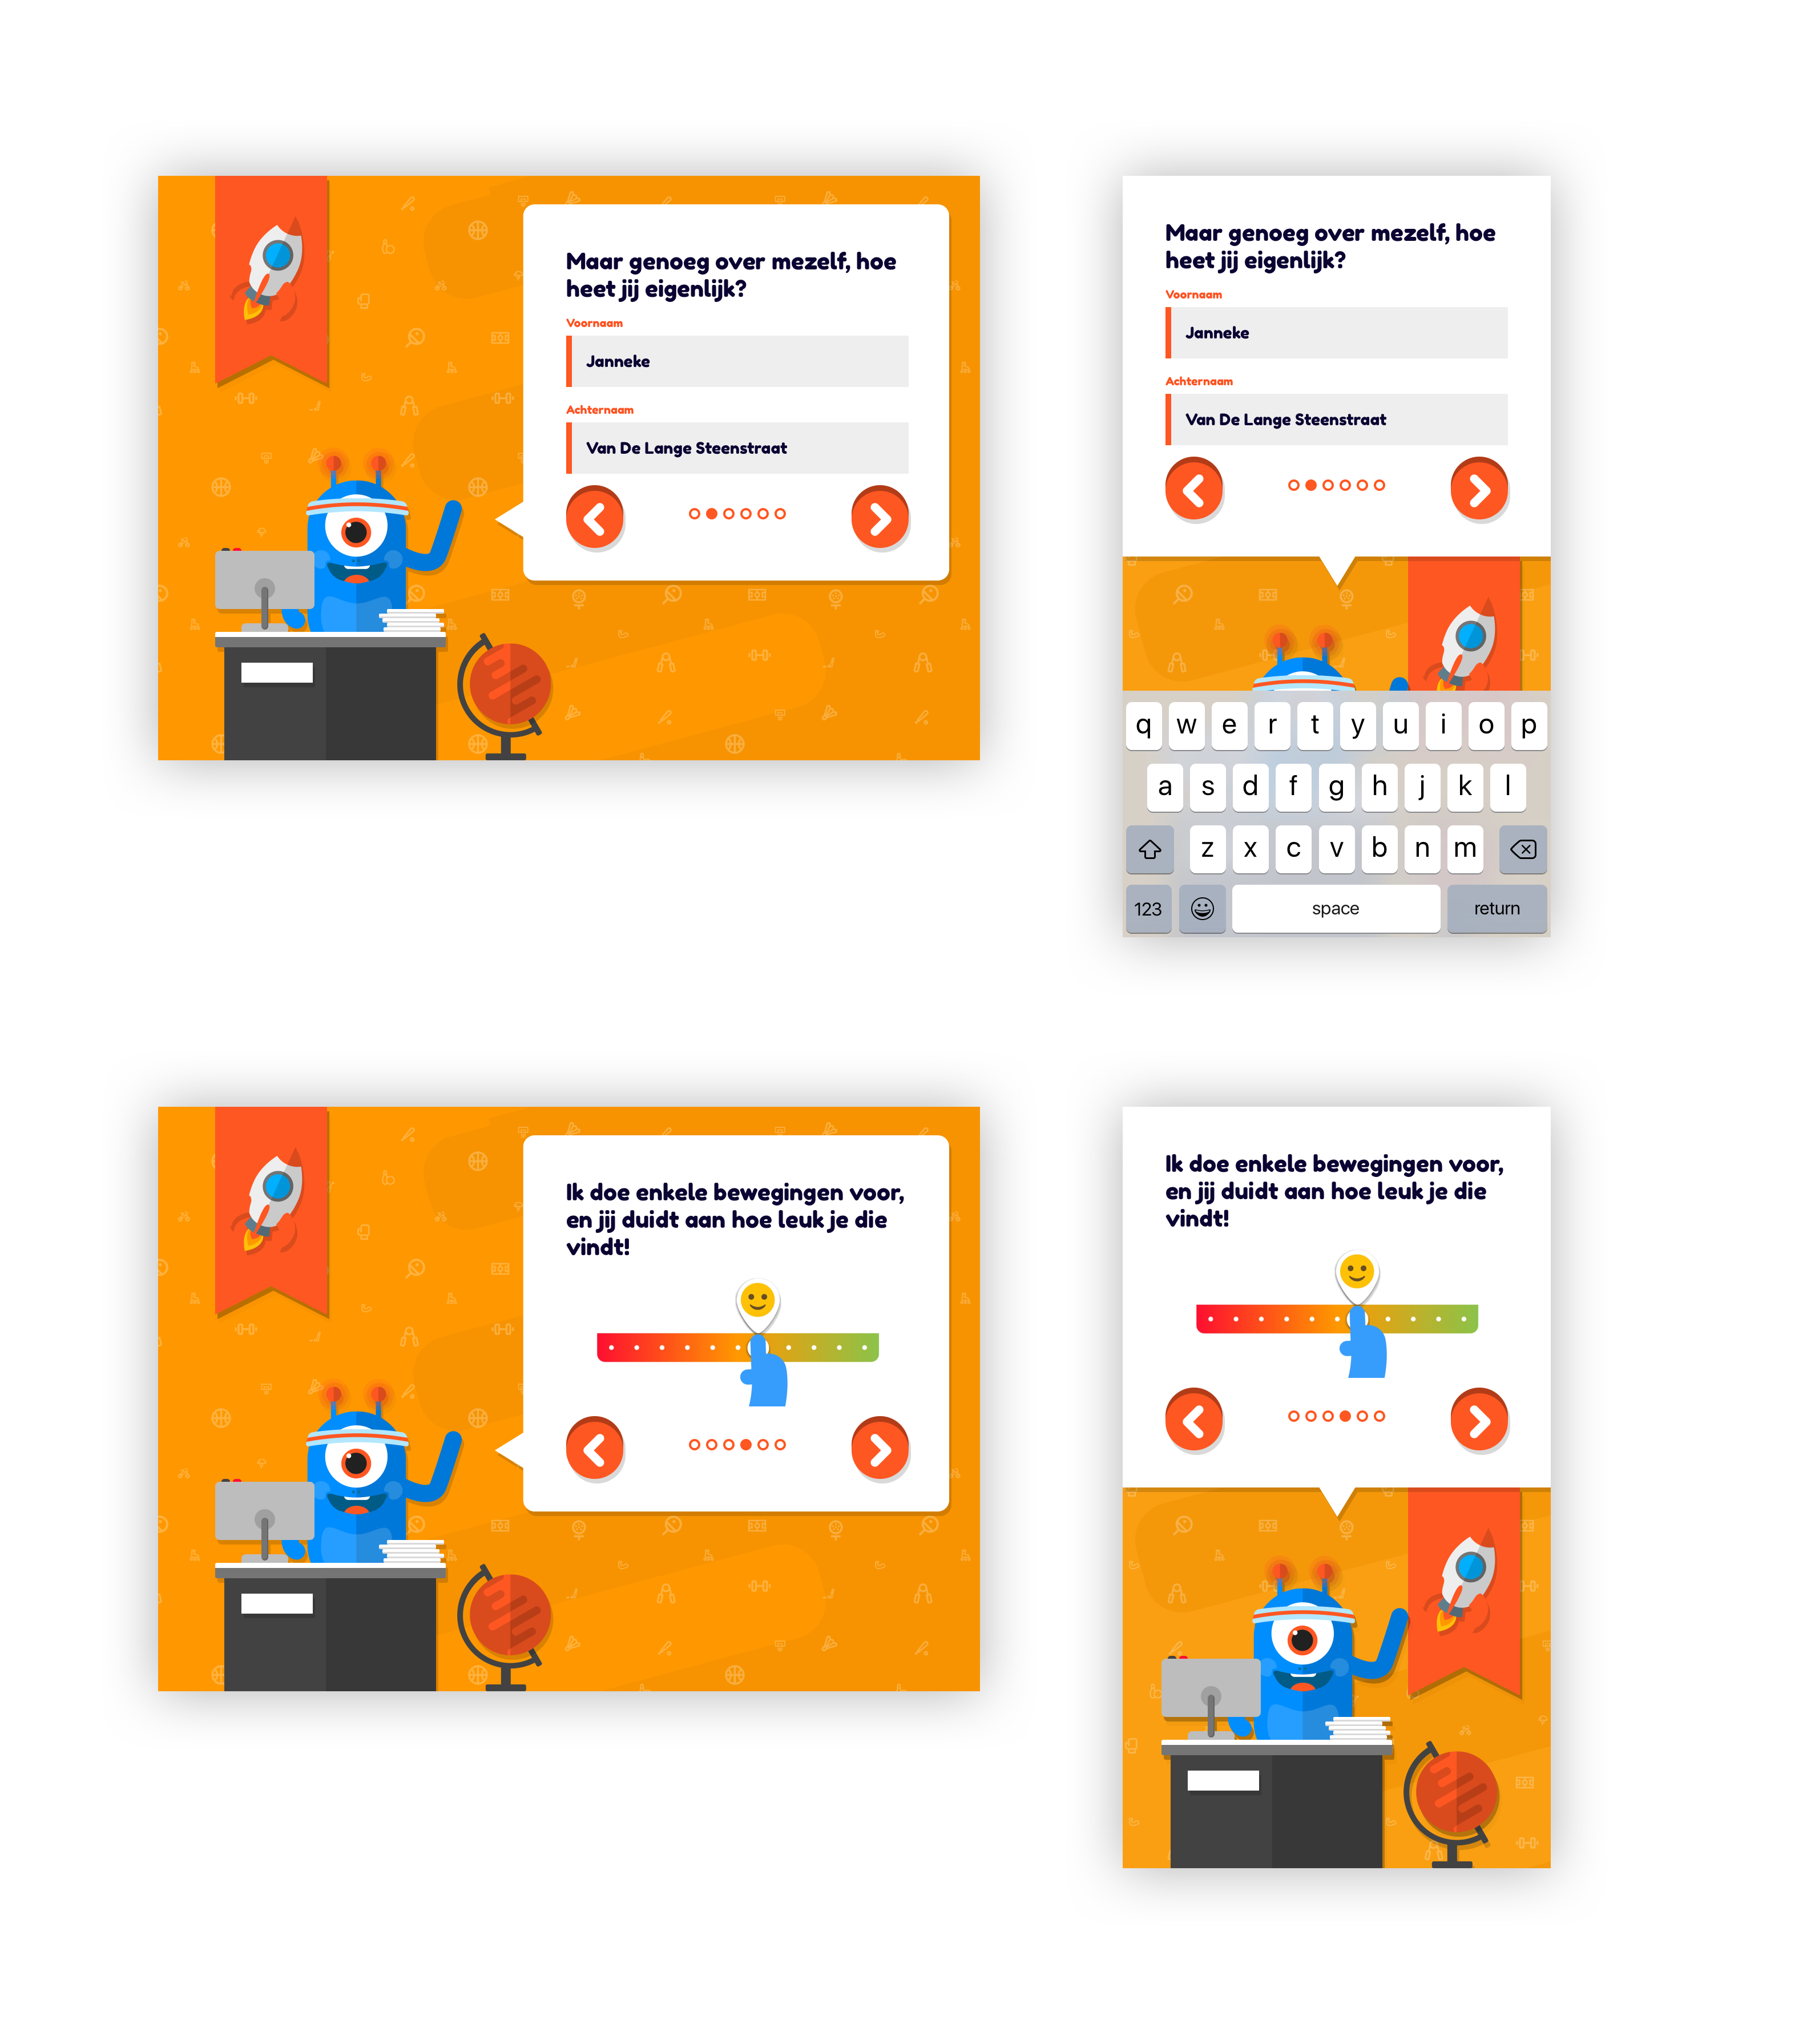 Maar genoeg over mezelf, hoe
heet jij eigenlijk?
Voornaam
Janneke
Achternaam
Van De Lange Steenstraat
Maar genoeg over mezelf, hoe
heet jij eigenlijk?
Voornaam
Janneke
Achternaam
Van De Lange Steenstraat
q w e r t y u i o p
a s d f g h j k l
z x c v b n m
123 space return
Ik doe enkele bewegingen voor,
en jij duidt aan hoe leuk je die
vindt!
Ik doe enkele bewegingen voor,
en jij duidt aan hoe leuk je die
vindt!